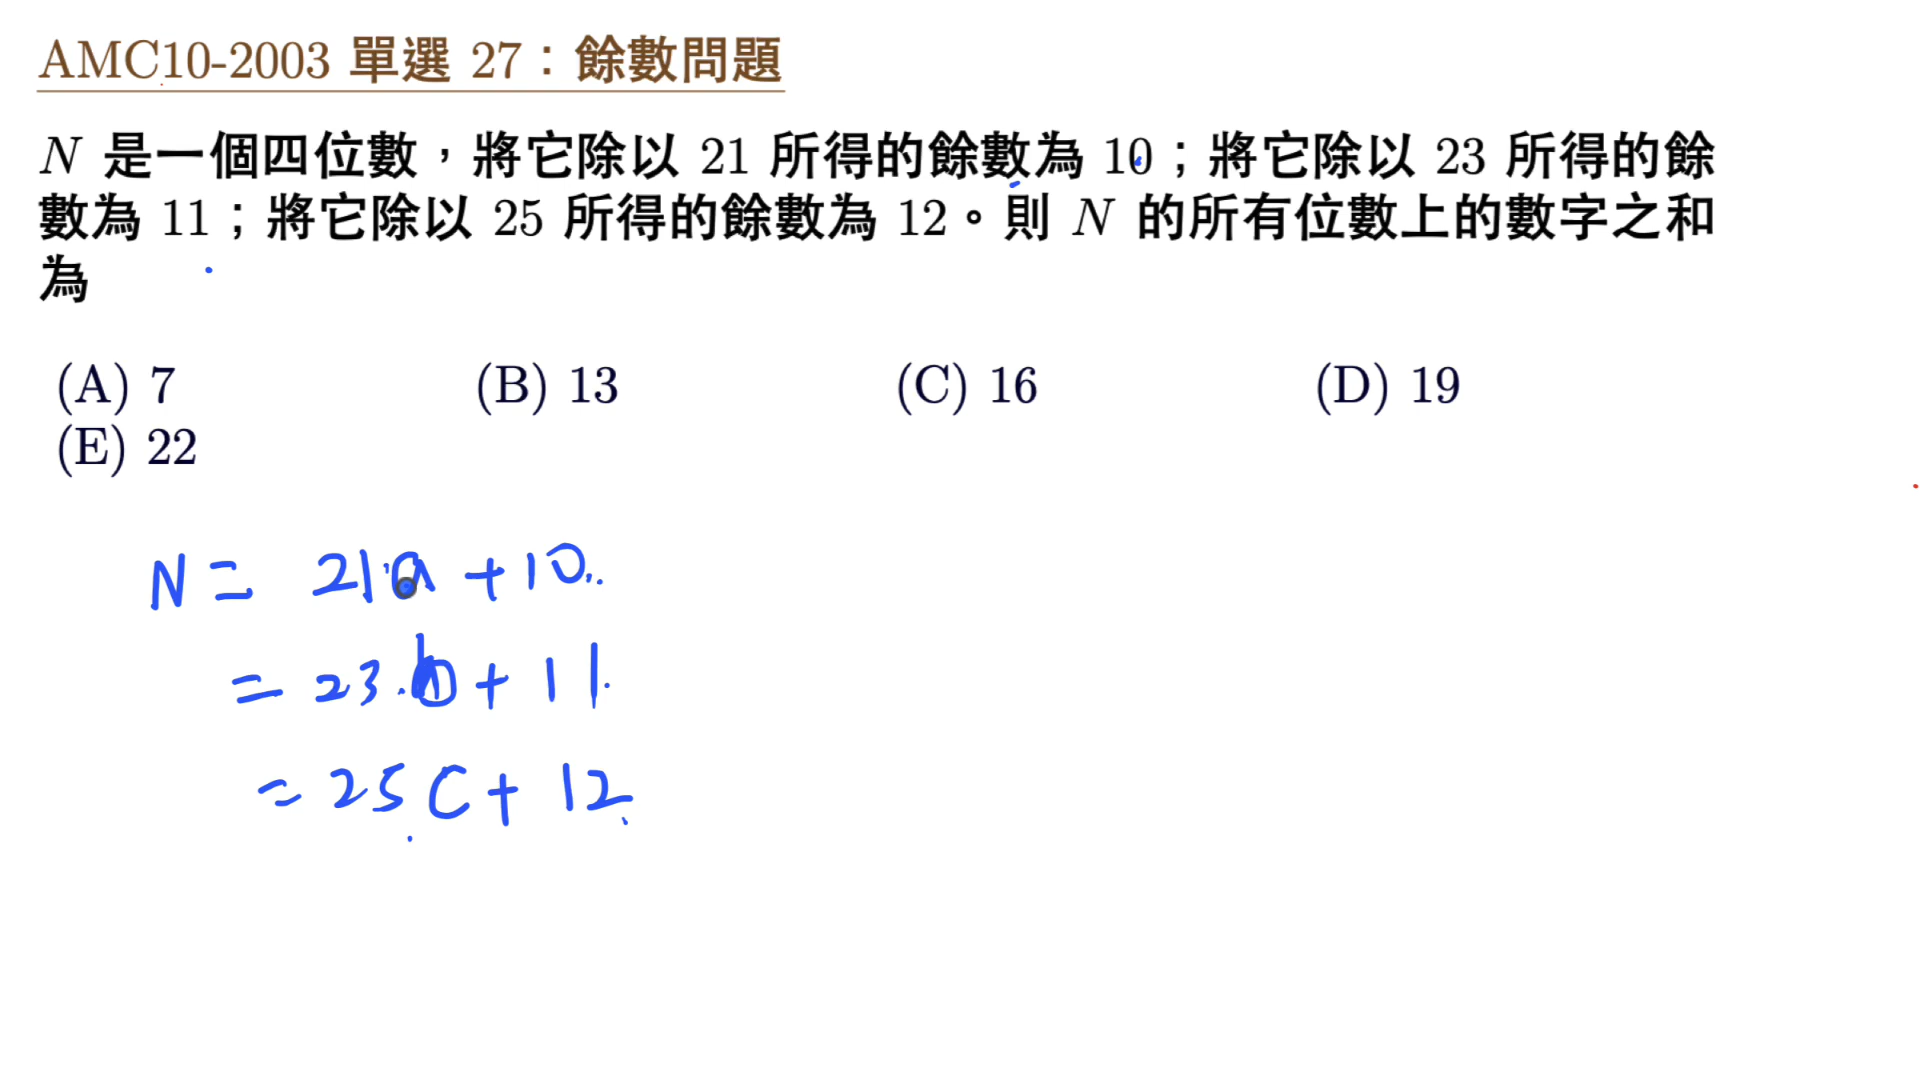 AMC10-2003 單選 27：餘數問題
N 是一個四位數，將它除以 21 所得的餘數為 10；將它除以 23 所得的餘
數為 11；將它除以 25 所得的餘數為 12。則 N 的所有位數上的數字之和
為
(A) 7 (B) 13 (C) 16 (D) 19
(E) 22
N = 21·a + 10
= 23·b + 11
= 25C + 12